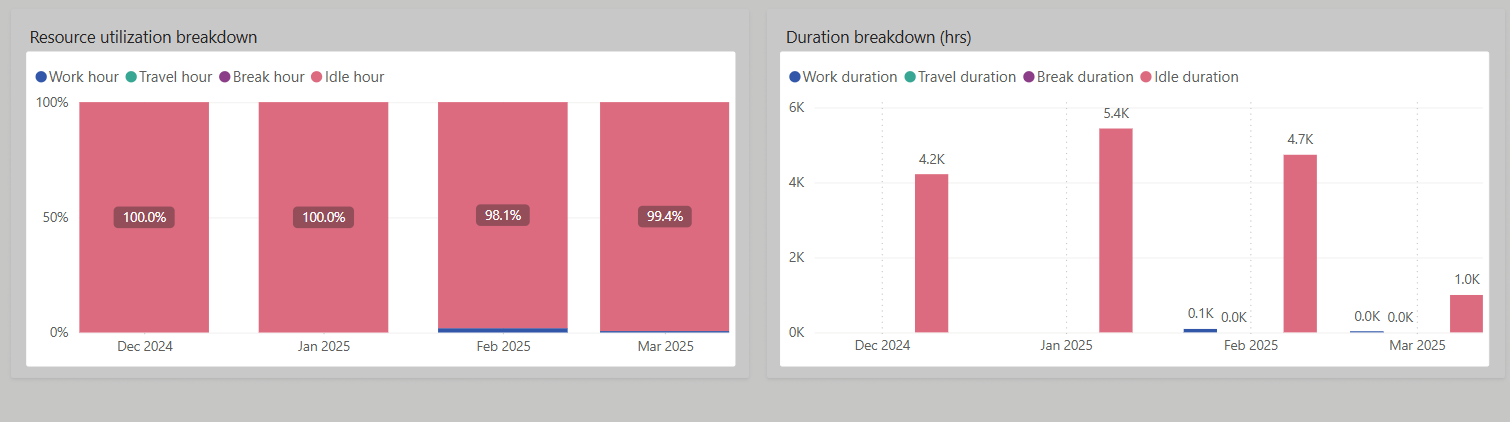 Resource utilization breakdown
Work hour Travel hour Break hour Idle hour
100%
50%
0%
100.0%
100.0%
98.1%
99.4%
Dec 2024 Jan 2025 Feb 2025 Mar 2025
Duration breakdown (hrs)
Work duration Travel duration Break duration Idle duration
6K
4K
2K
0K
4.2K
5.4K
0.1K
0.0K
4.7K
0.0K
0.0K
1.0K
Dec 2024 Jan 2025 Feb 2025 Mar 2025